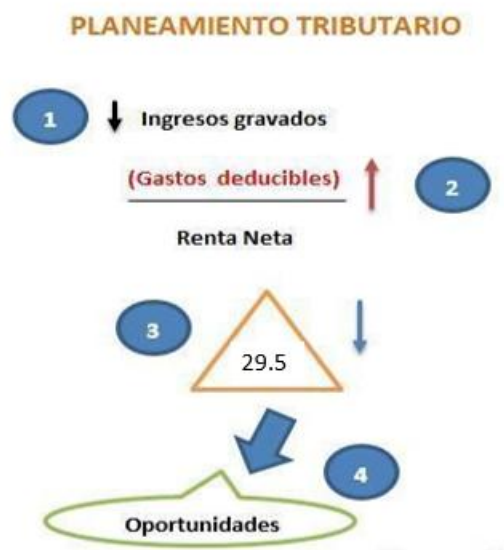 PLANEAMIENTO TRIBUTARIO
1 Ingresos gravados
(Gastos deducibles) 2
Renta Neta
3
29.5
4
Oportunidades